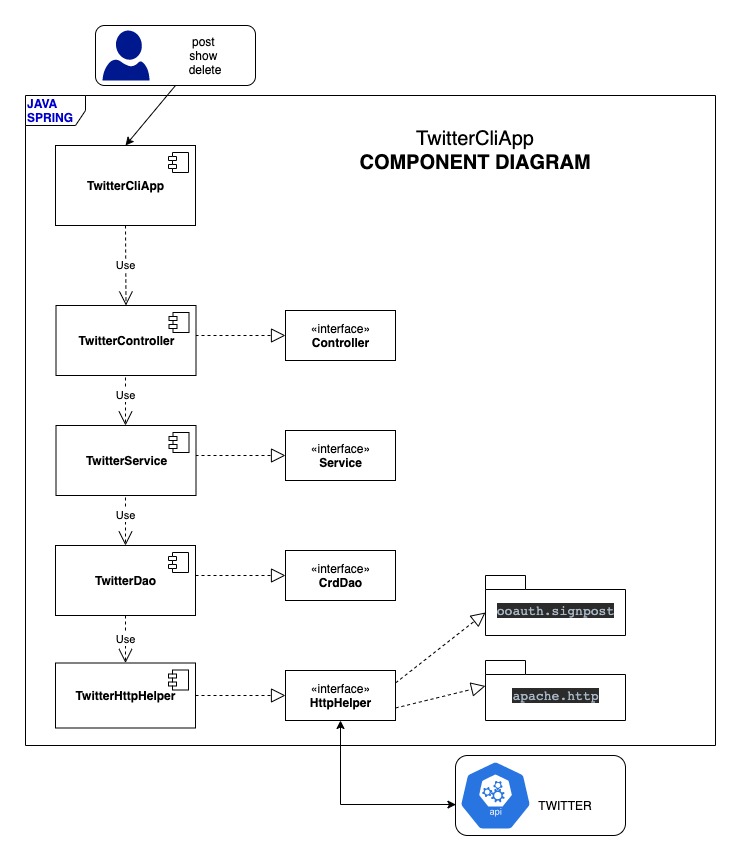 post
show
delete
JAVA
SPRING
TwitterCliApp
COMPONENT DIAGRAM
TwitterCliApp
Use
TwitterController
«interface»
Controller
Use
TwitterService
«interface»
Service
Use
TwitterDao
«interface»
CrdDao
ooauth.signpost
Use
TwitterHttpHelper
«interface»
HttpHelper
apache.http
api
TWITTER